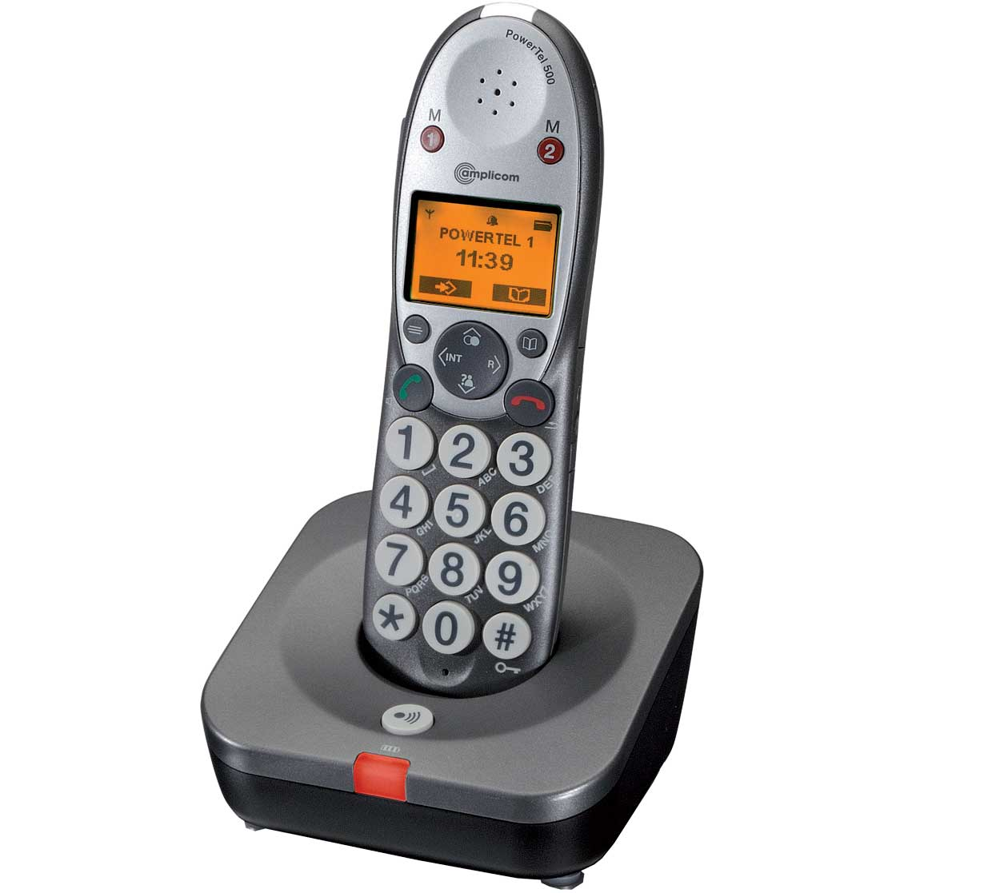 PowerTel 500
M
M
1
2
amplicom
POWERTEL 1
11:39
INT
R
1
2
ABC
3
DEF
4
GHI
5
JKL
6
MNO
7
PQRS
8
TUV
9
WXYZ
*
0
#